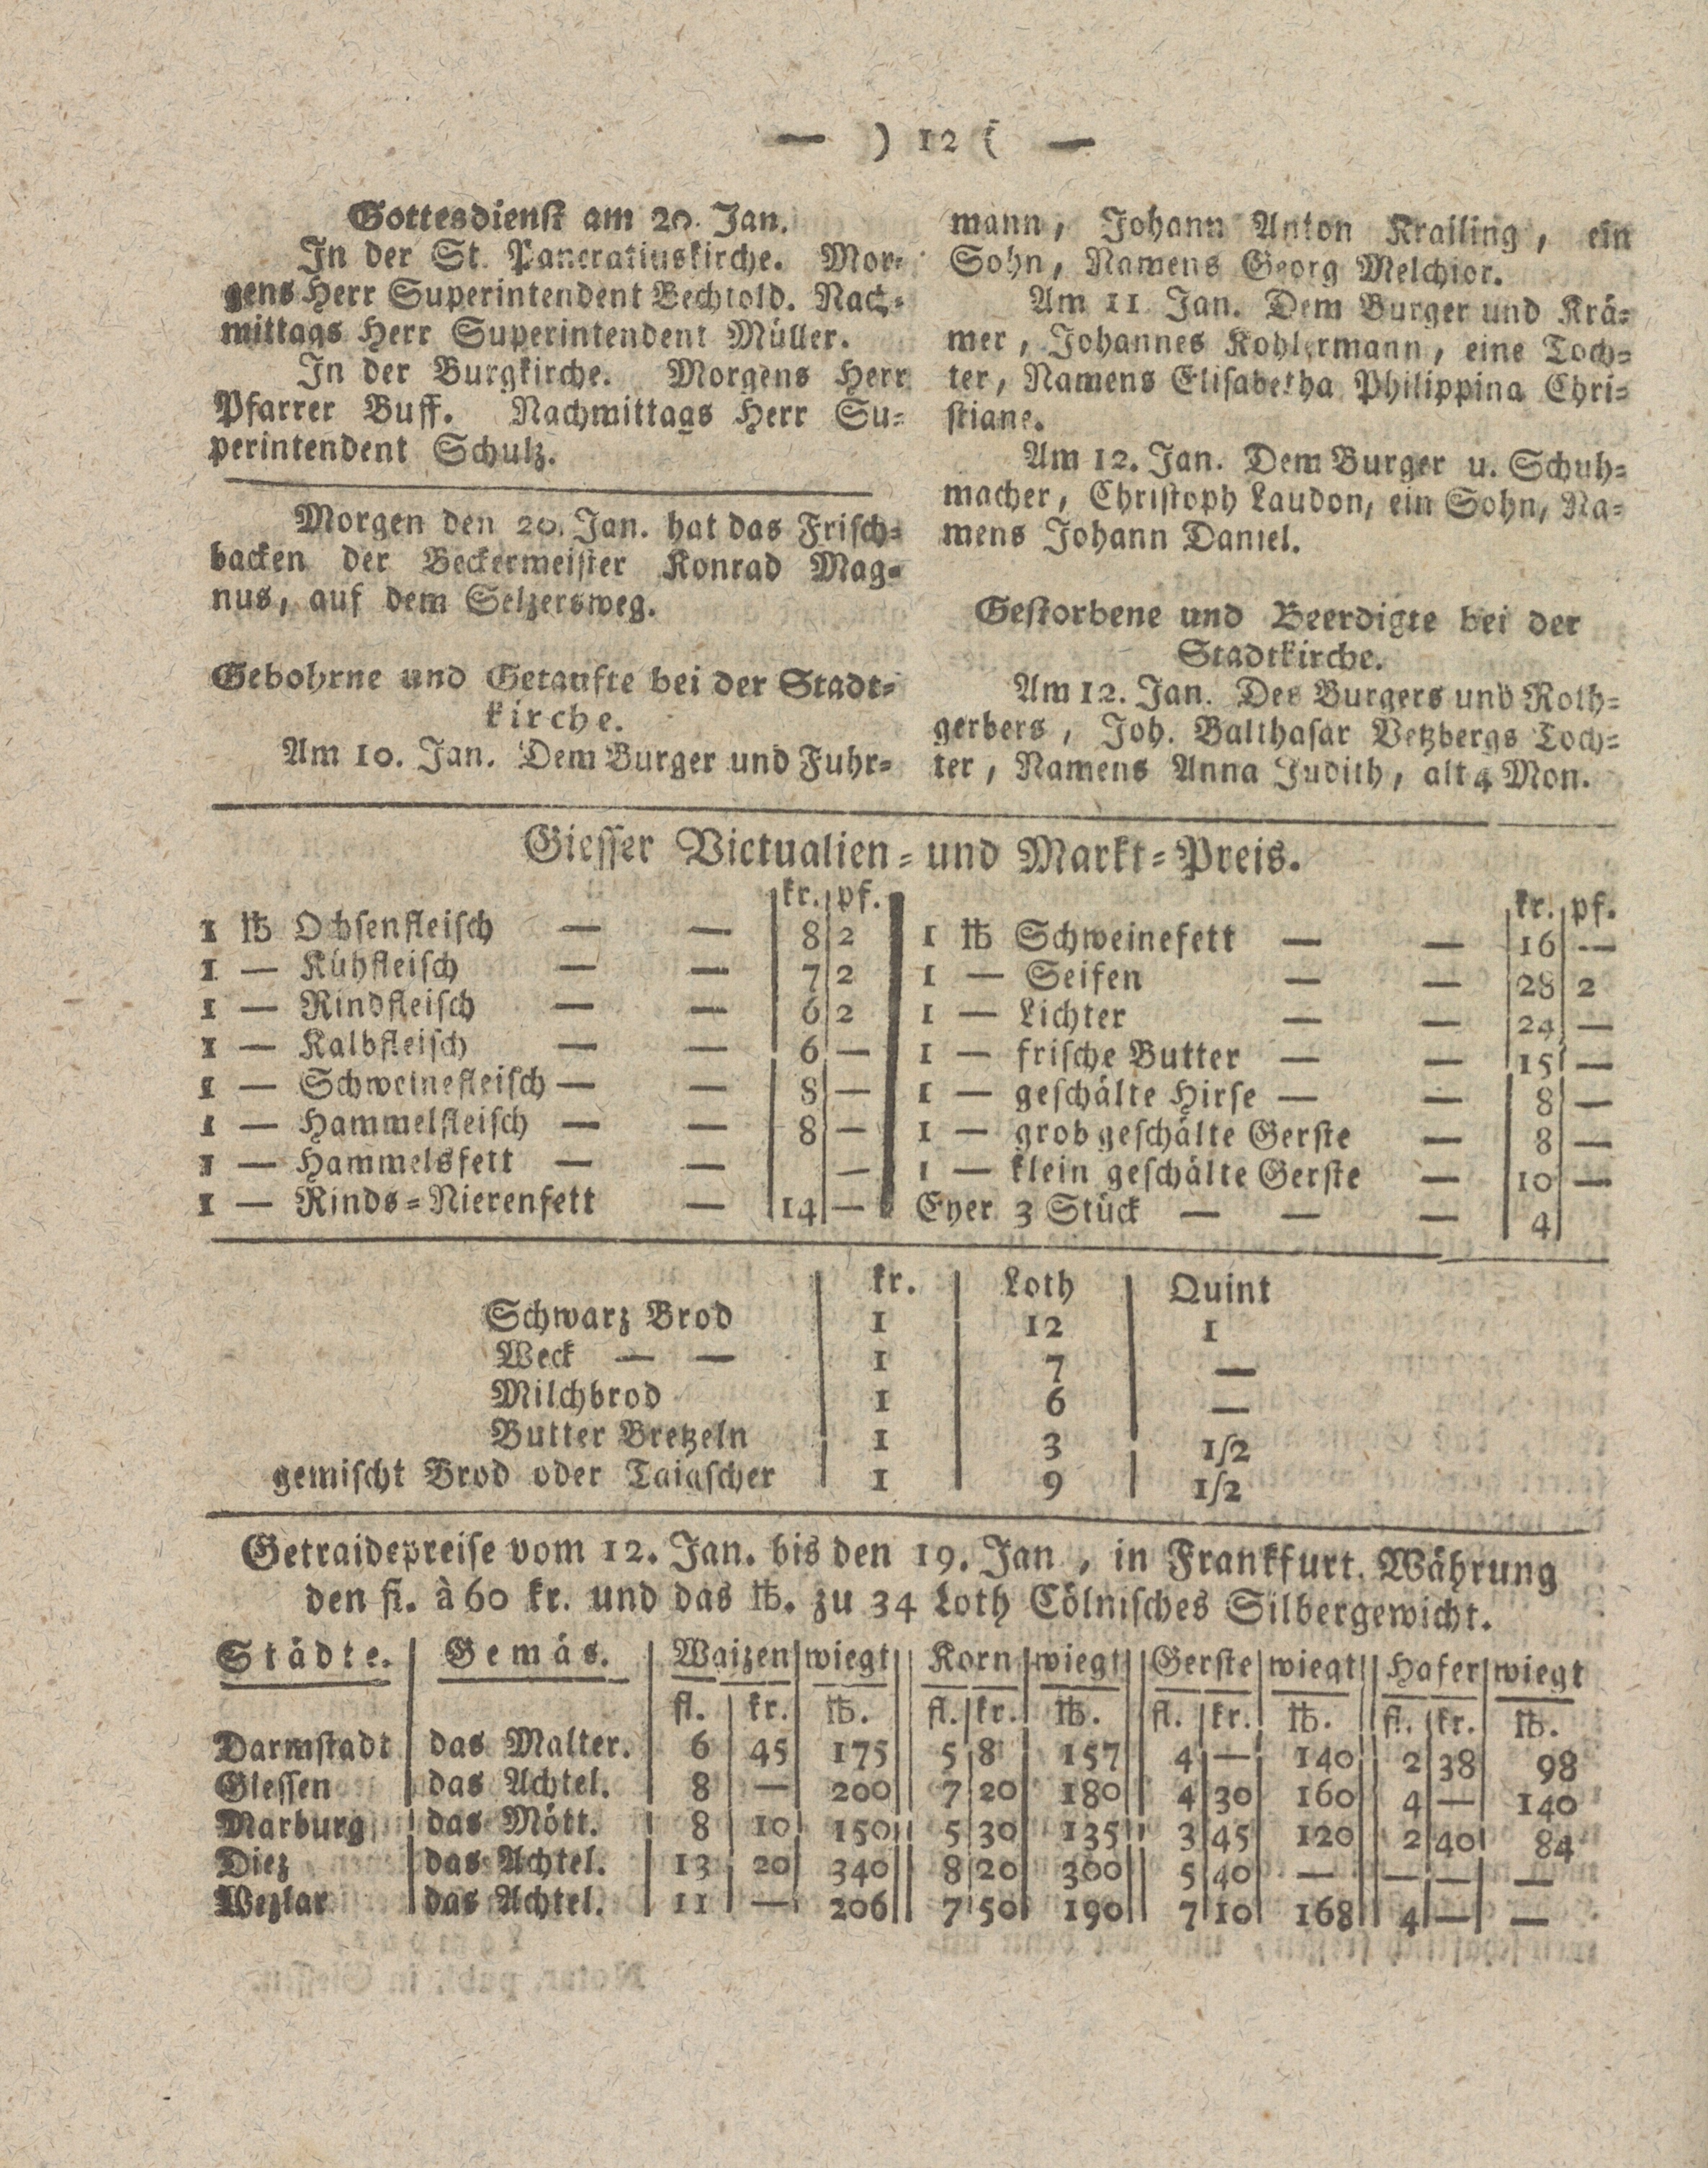 — ) 12 ( —
Gottesdienst am 20. Jan.
In der St. Pancratiuskirche. Mor-
gens Herr Superintendent Bechtold. Nach-
mittags Herr Superintendent Müller.
In der Burgkirche. Morgens Herr
Pfarrer Buff. Nachmittags Herr Su-
perintendent Schulz.
Morgen den 20. Jan. hat das Frisch-
backen der Beckermeister Konrad Mag-
nus, auf dem Selzersweg.
Gebohrne und Getaufte bei der Stadt-
kirche.
Am 10. Jan. Dem Burger und Fuhr-
mann, Johann Anton Krailing, ein
Sohn, Namens Georg Melchior.
Am 11 Jan. Dem Burger und Krä-
mer, Johannes Kohlermann, eine Toch-
ter, Namens Elisabetha Philippina Chri-
stiane.
Am 12. Jan. Dem Burger u. Schuh-
macher, Christoph Laudon, ein Sohn, Na-
mens Johann Daniel.
Gestorbene und Beerdigte bei der
Stadtkirche.
Am 12. Jan. Des Burgers und Roth-
gerbers, Joh. Balthasar Vetzbergs Toch-
ter, Namens Anna Judith, alt 4 Mon.
Giesser Victualien- und Markt-Preis.
kr. pf.
1 ℔ Ochsenfleisch — — 8 2
1 — Kühfleisch — — 7 2
1 — Rindfleisch — — 6 2
1 — Kalbfleisch — — 6 —
1 — Schweinefleisch — — 8 —
1 — Hammelfleisch — — 8 —
1 — Hammelsfett — — —
1 — Rinds-Nierenfett — 14 —
kr. pf.
1 ℔ Schweinefett — — 16 —
1 — Seifen — — 28 2
1 — Lichter — — 24 —
1 — frische Butter — — 15 —
1 — geschälte Hirse — — 8 —
1 — grob geschälte Gerste — 8 —
1 — klein geschälte Gerste — 10 —
Eyer 3 Stück — — — 4
kr. Loth Quint
Schwarz Brod 1 12 1
Weck — — 1 7 —
Milchbrod 1 6 —
Butter Bretzeln 1 3 1/2
gemischt Brod oder Taigscher 1 9 1/2
Getraidepreise vom 12. Jan. bis den 19. Jan , in Frankfurt. Währung
den fl. à 60 kr. und das ℔. zu 34 Loth Cölnisches Silbergewicht.
Städte. Gemäs. Waizen wiegt Korn wiegt Gerste wiegt Hafer wiegt
fl. kr. ℔. fl. kr. ℔. fl. kr. ℔. fl. kr. ℔.
Darmstadt das Malter. 6 45 175 5 8 157 4 — 140 2 38 98
Giessen das Achtel. 8 — 200 7 20 180 4 30 160 4 — 140
Marburg das Mött. 8 10 150 5 30 135 3 45 120 2 40 84
Diez das Achtel. 13 20 340 8 20 300 5 40 — — — —
Wezlar das Achtel. 11 — 206 7 50 190 7 10 168 4 — —